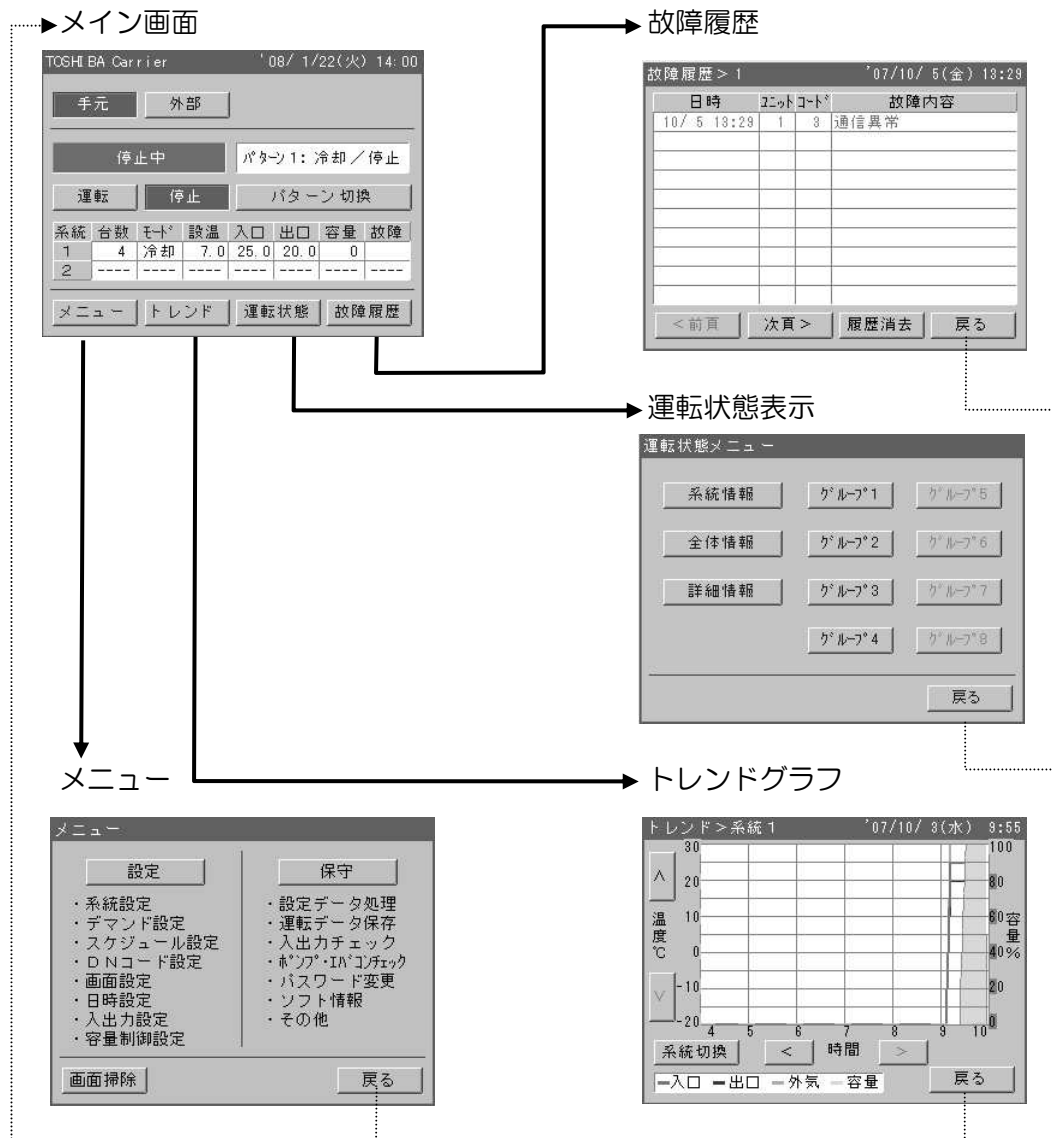 メイン画面
TOSHIBA Carrier '08/ 1/22(火) 14:00
手元 外部
停止中 ﾊﾟﾀｰﾝ1: 冷却／停止
運転 停止 パターン切換
系統 台数 ﾓｰﾄﾞ 設温 入口 出口 容量 故障
1 4 冷却 7.0 25.0 20.0 0
2 ---- ---- ---- ---- ---- ---- ----
メニュー トレンド 運転状態 故障履歴
故障履歴
故障履歴＞1 '07/10/ 5(金) 13:29
日時 ﾕﾆｯﾄ ｺｰﾄﾞ 故障内容
10/ 5 13:29 1 3 通信異常
＜前頁 次頁＞ 履歴消去 戻る
運転状態表示
運転状態メニュー
系統情報 ｸﾞﾙｰﾌﾟ1 ｸﾞﾙｰﾌﾟ5
全体情報 ｸﾞﾙｰﾌﾟ2 ｸﾞﾙｰﾌﾟ6
詳細情報 ｸﾞﾙｰﾌﾟ3 ｸﾞﾙｰﾌﾟ7
ｸﾞﾙｰﾌﾟ4 ｸﾞﾙｰﾌﾟ8
戻る
メニュー
メニュー
設定
・系統設定
・デマンド設定
・スケジュール設定
・ＤＮコード設定
・画面設定
・日時設定
・入出力設定
・容量制御設定
保守
・設定データ処理
・運転データ保存
・入出力チェック
・ﾎﾟﾝﾌﾟ・ｴﾊﾞｺﾝﾁｪｯｸ
・パスワード変更
・ソフト情報
・その他
画面掃除 戻る
トレンドグラフ
トレンド＞系統1 '07/10/ 3(水) 9:55
30 100
∧ 20 80
温度℃ 10 60 容量%
0 40
∨ -10 20
-20 0
4 5 6 7 8 9 10
系統切換 ＜ 時間 ＞
入口 出口 外気 容量 戻る